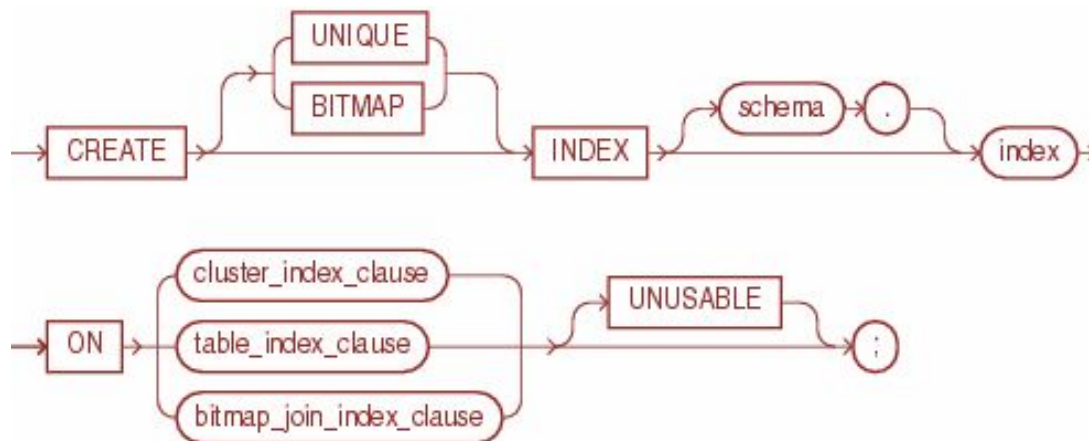 UNIQUE
BITMAP
schema .
CREATE INDEX index
cluster_index_clause
UNUSABLE
ON table_index_clause ;
bitmap_join_index_clause